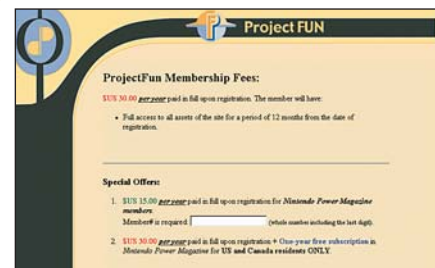 Project FUN
ProjectFun Membership Fees:
$US 30.00 per year paid in full upon registration. The member will have:
• Full access to all assets of the site for a period of 12 months from the date of
registration.
Special Offers:
1. $US 15.00 per year paid in full upon registration for Nintendo Power Magazine
members.
Member# is required (whole number including the last digit).
2. $US 30.00 per year paid in full upon registration + One-year free subscription in
Nintendo Power Magazine for US and Canada residents ONLY.